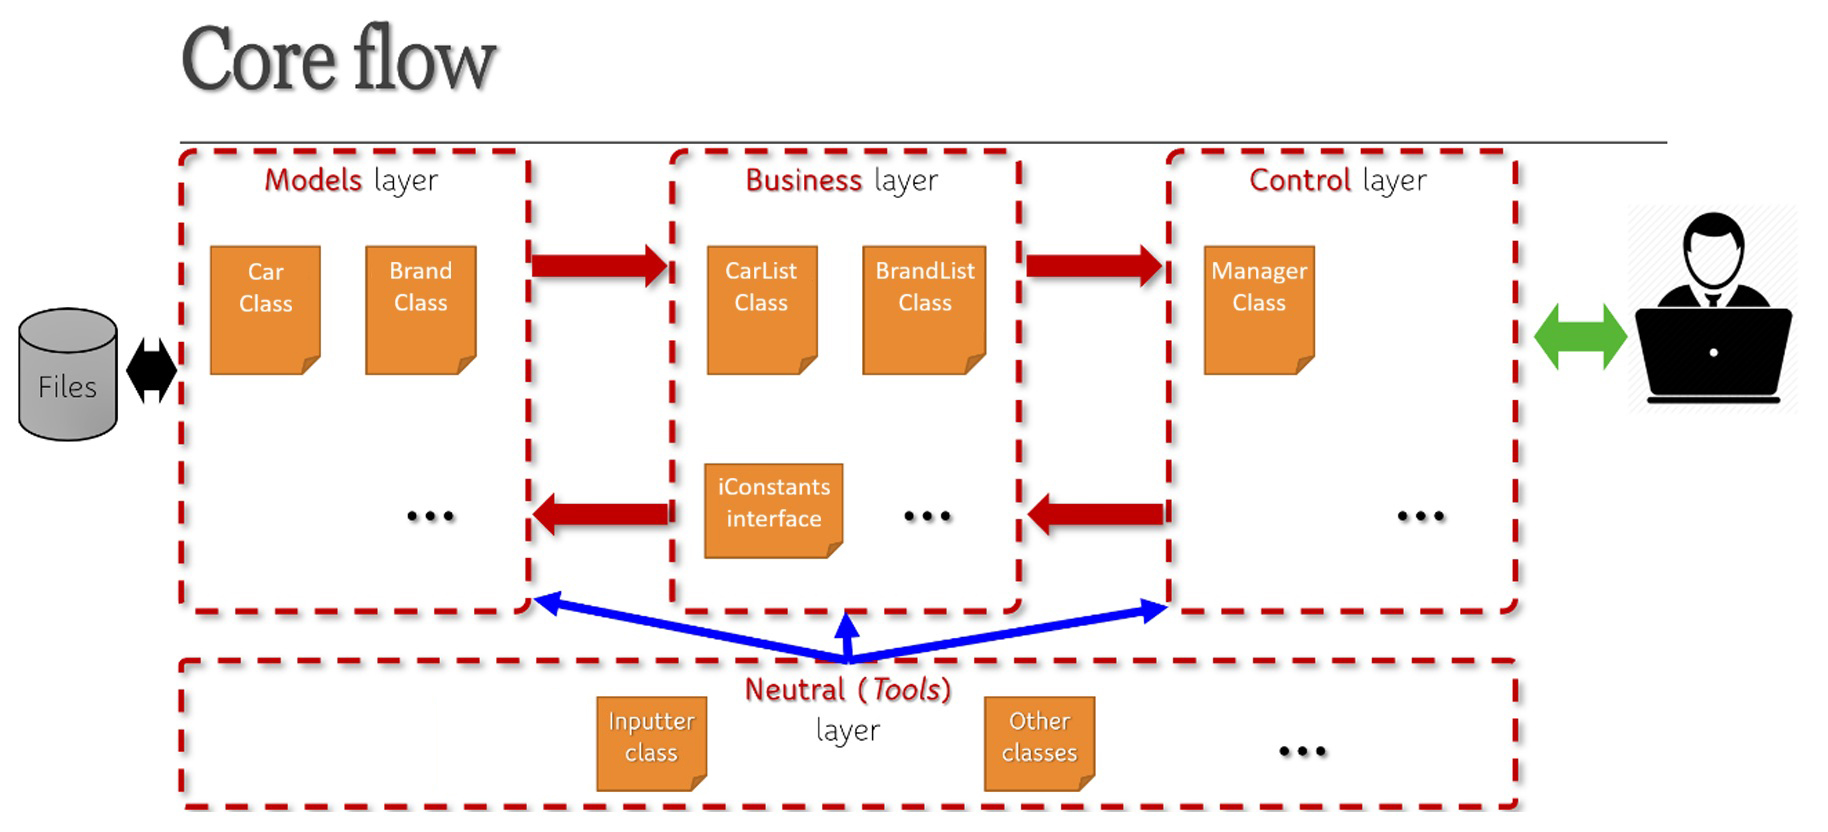 Core flow
Models layer
Business layer
Control layer
Car
Class
Brand
Class
CarList
Class
BrandList
Class
Manager
Class
Files
...
iConstants
interface
...
...
Neutral (Tools)
layer
Inputter
class
Other
classes
...